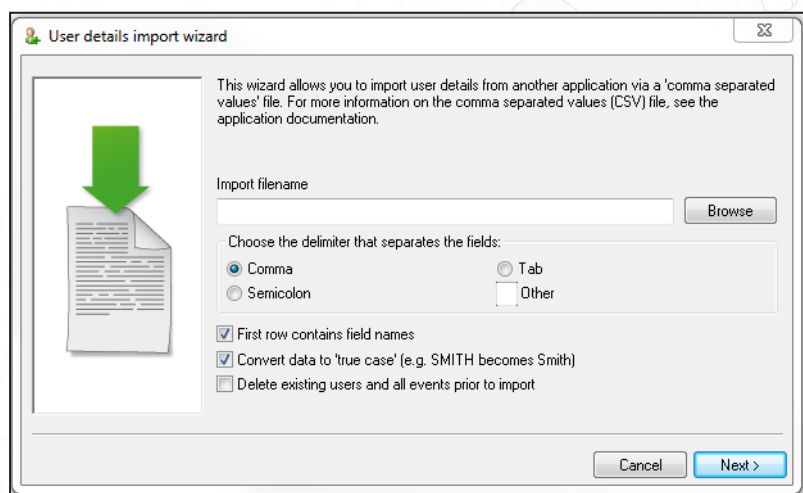 User details import wizard
This wizard allows you to import user details from another application via a 'comma separated
values' file. For more information on the comma separated values (CSV) file, see the
application documentation.
Import filename
Browse
Choose the delimiter that separates the fields:
Comma
Tab
Semicolon
Other
First row contains field names
Convert data to 'true case' (e.g. SMITH becomes Smith)
Delete existing users and all events prior to import
Cancel
Next >